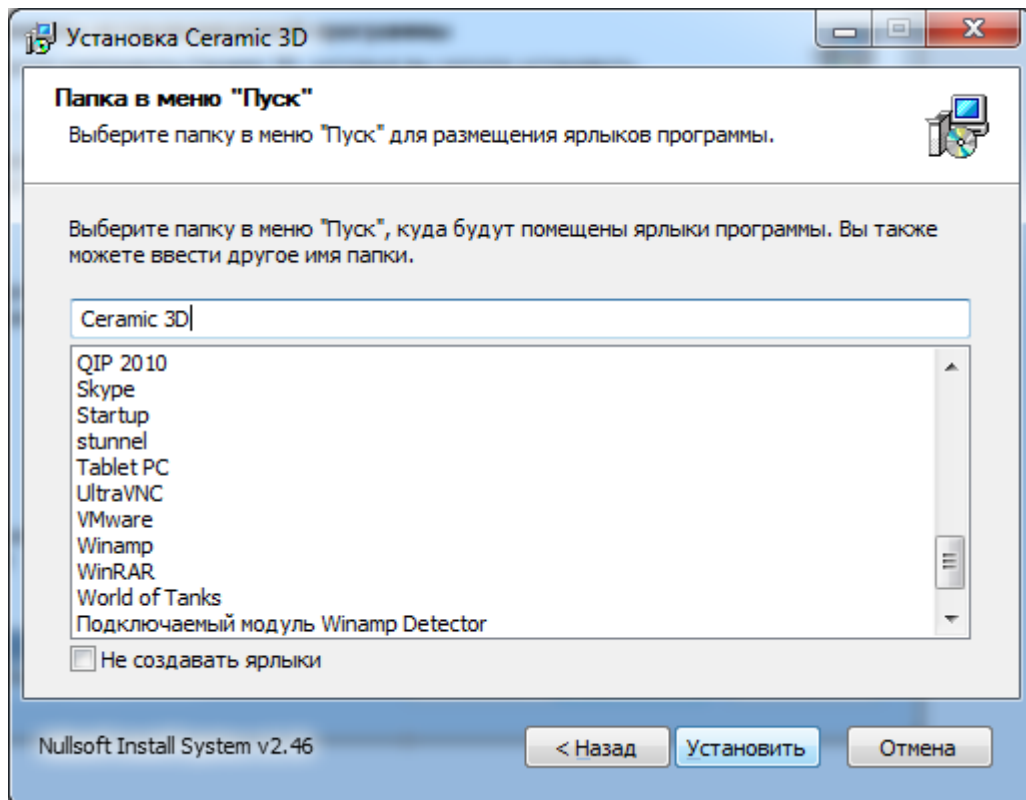 Установка Ceramic 3D
Папка в меню "Пуск"
Выберите папку в меню "Пуск" для размещения ярлыков программы.
Выберите папку в меню "Пуск", куда будут помещены ярлыки программы. Вы также
можете ввести другое имя папки.
Ceramic 3D
QIP 2010
Skype
Startup
stunnel
Tablet PC
UltraVNC
VMware
Winamp
WinRAR
World of Tanks
Подключаемый модуль Winamp Detector
Не создавать ярлыки
Nullsoft Install System v2.46
< Назад
Установить
Отмена